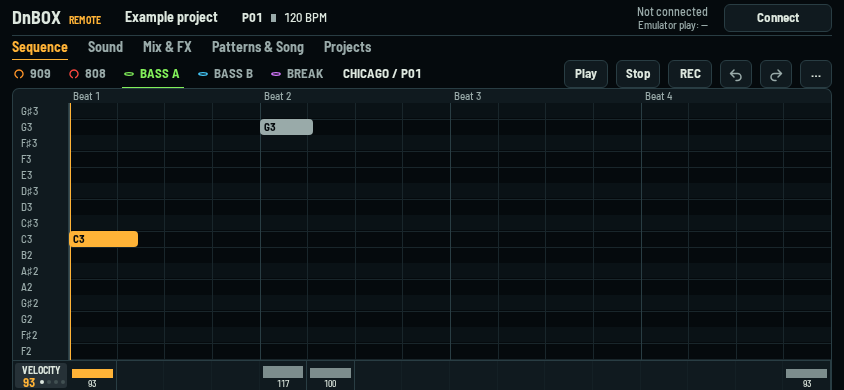 DnBOX REMOTE Example project P01 120 BPM Not connected Connect
Emulator play: —
Sequence Sound Mix & FX Patterns & Song Projects
909 808 BASS A BASS B BREAK CHICAGO / P01 Play Stop REC ...
Beat 1 Beat 2 Beat 3 Beat 4
G♯3
G3 G3
F♯3
F3
E3
D♯3
D3
C♯3
C3 C3
B2
A♯2
A2
G♯2
G2
F♯2
F2
VELOCITY
93 93 117 100 93